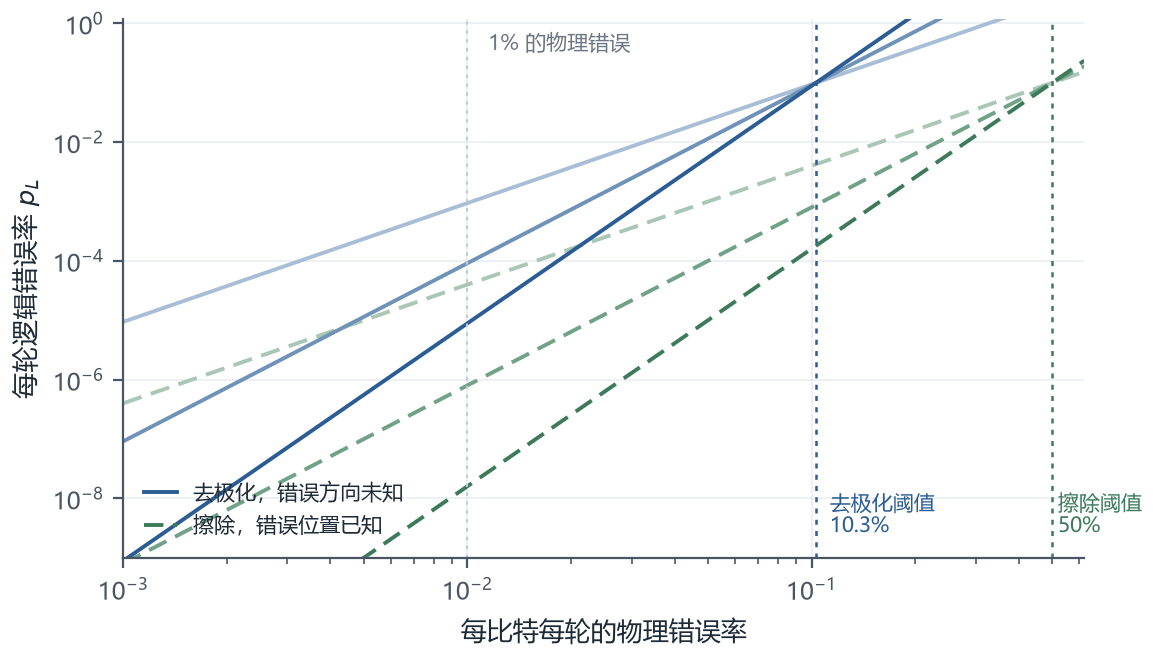 10⁰
1% 的物理错误
10⁻²
10⁻⁴
10⁻⁶
10⁻⁸
每轮逻辑错误率 p_L
去极化，错误方向未知
擦除，错误位置已知
去极化阈值
10.3%
擦除阈值
50%
10⁻³
10⁻²
10⁻¹
每比特每轮的物理错误率